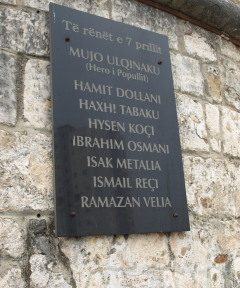 Të rënët e 7 prillit
MUJO ULQINAKU
(Hero i Popullit)
HAMIT DOLLANI
HAXHI TABAKU
HYSEN KOÇI
IBRAHIM OSMANI
ISAK METALIA
ISMAIL REÇI
RAMAZAN VELIA